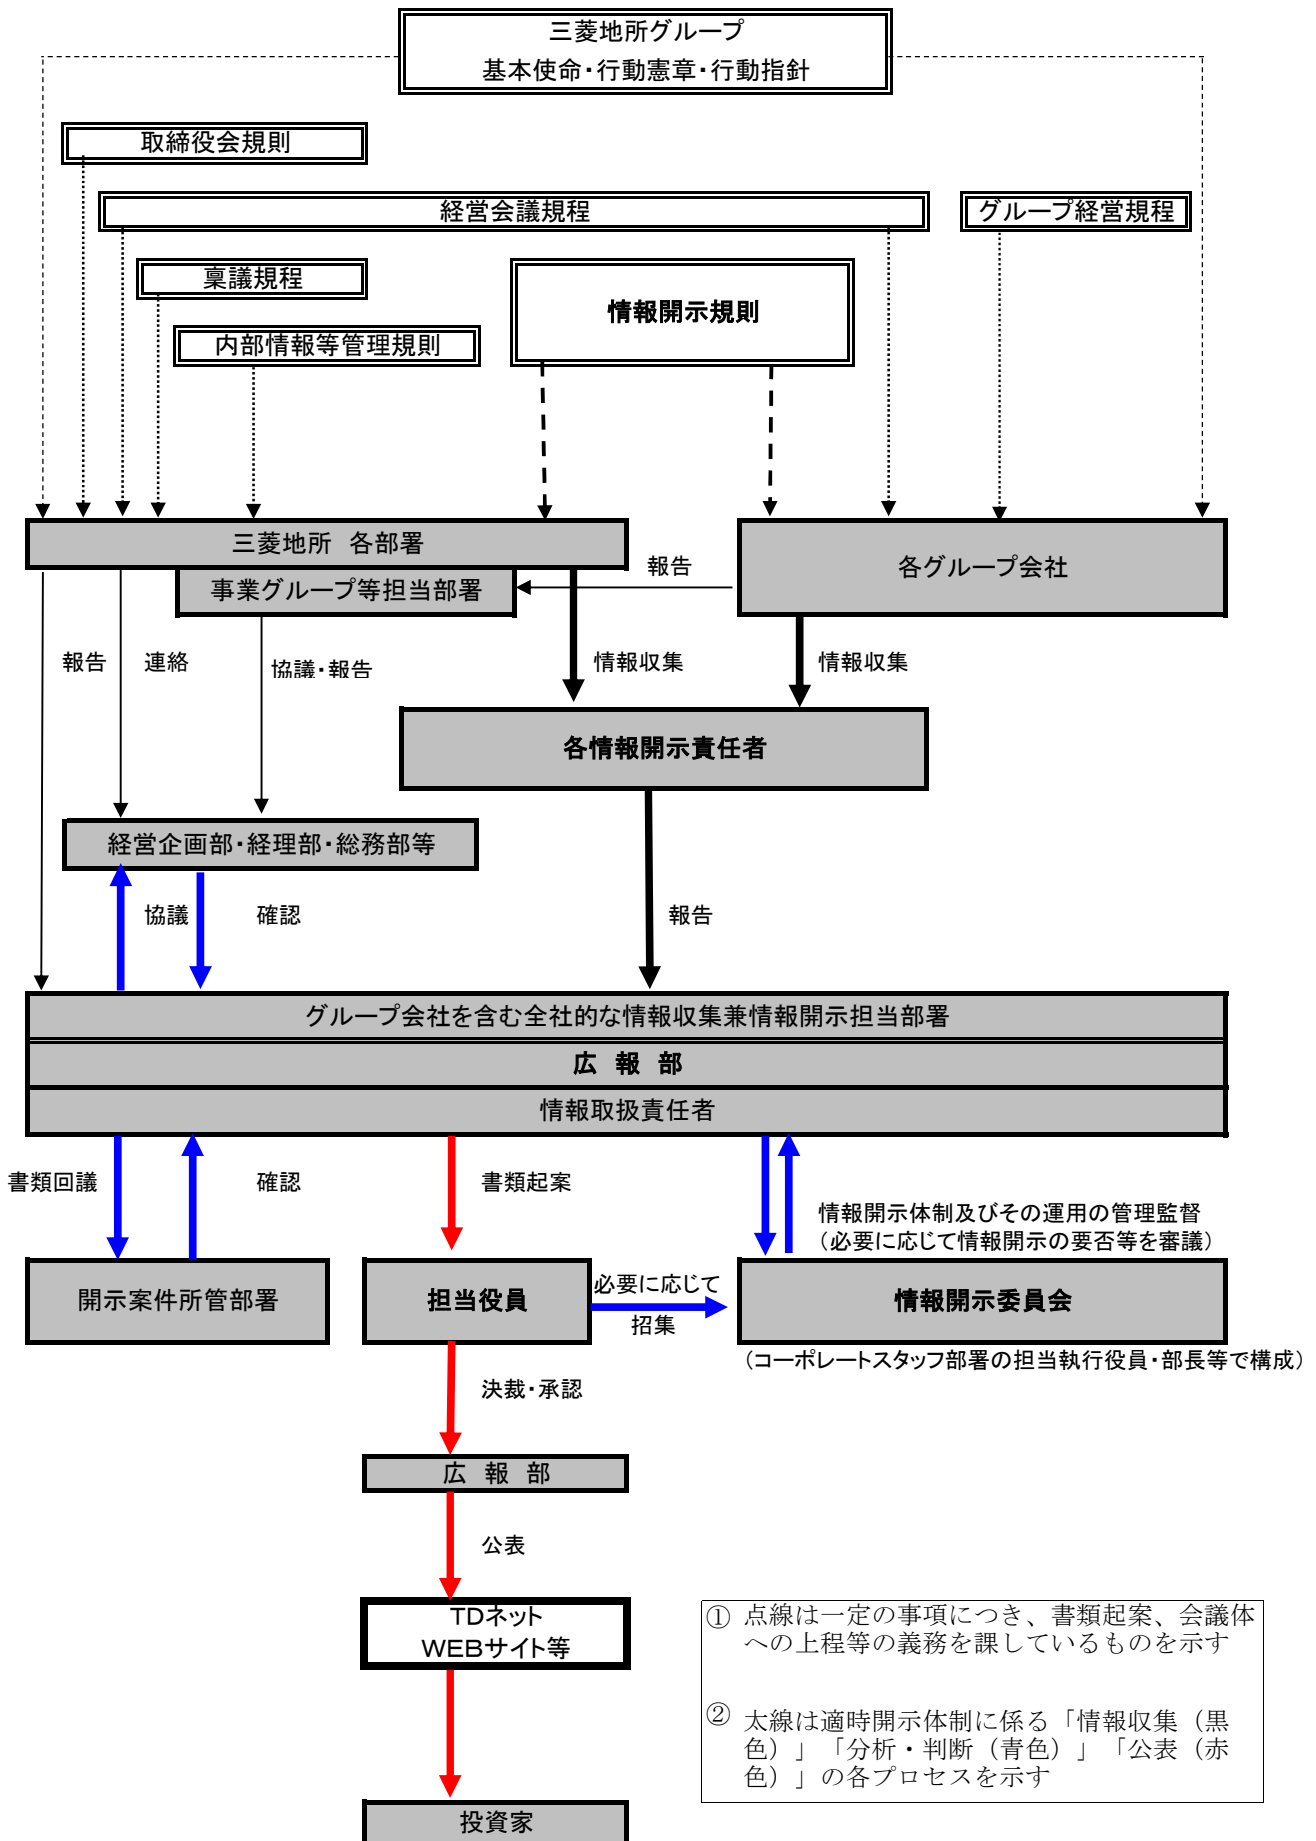 三菱地所グループ
基本使命・行動憲章・行動指針
取締役会規則
経営会議規程
グループ経営規程
稟議規程
情報開示規則
内部情報等管理規則
三菱地所 各部署
各グループ会社
事業グループ等担当部署
報告
報告
連絡
協議・報告
情報収集
情報収集
各情報開示責任者
経営企画部・経理部・総務部等
協議
確認
報告
グループ会社を含む全社的な情報収集兼情報開示担当部署
広 報 部
情報取扱責任者
書類回議
確認
書類起案
情報開示体制及びその運用の管理監督
（必要に応じて情報開示の要否等を審議）
開示案件所管部署
担当役員
必要に応じて
招集
情報開示委員会
（コーポレートスタッフ部署の担当執行役員・部長等で構成）
決裁・承認
広 報 部
公表
TDネット
WEBサイト等
① 点線は一定の事項につき、書類起案、会議体
への上程等の義務を課しているものを示す
② 太線は適時開示体制に係る「情報収集（黒
色）」「分析・判断（青色）」「公表（赤
色）」の各プロセスを示す
投資家